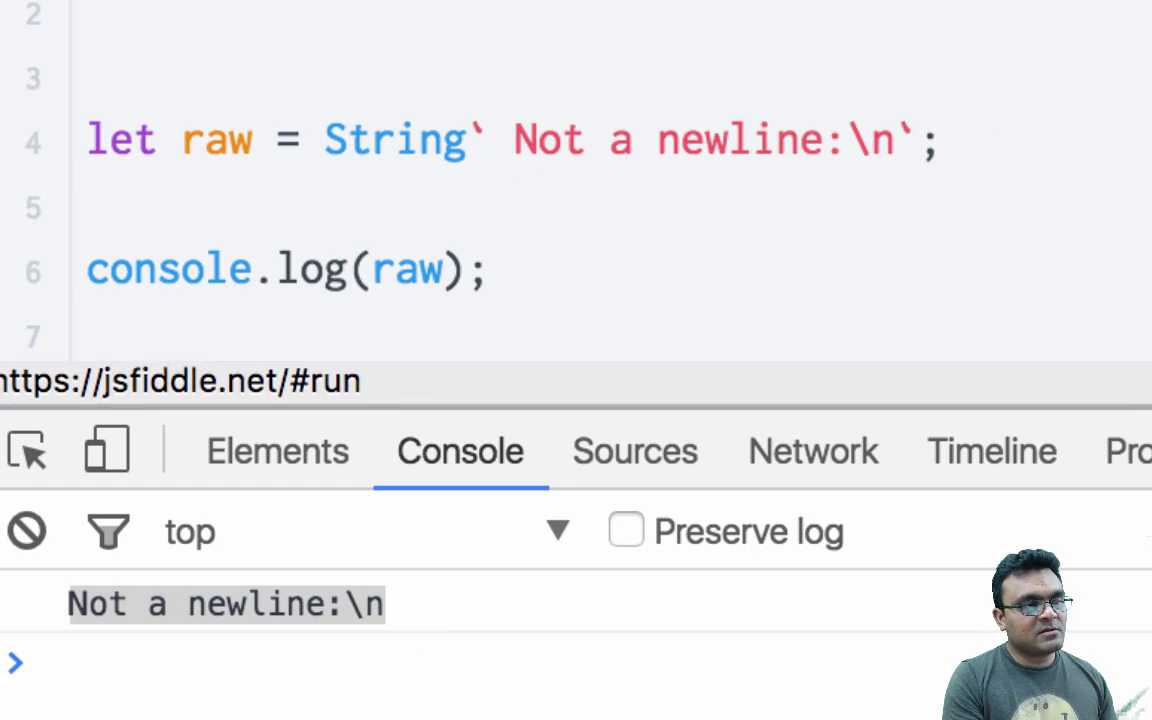 2
3
4 let raw = String` Not a newline:\n`;
5
6 console.log(raw);
7
https://jsfiddle.net/#run
Elements Console Sources Network Timeline Pro
top Preserve log
Not a newline:\n
>